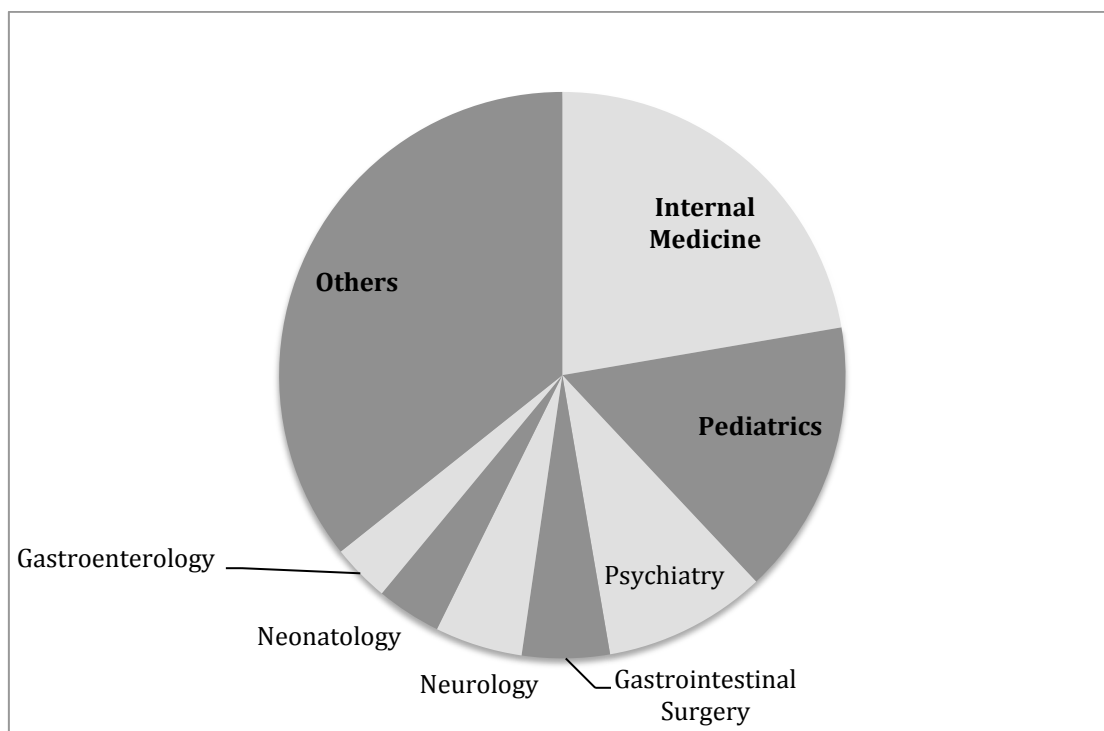 Internal
Medicine
Others
Pediatrics
Gastroenterology
Psychiatry
Neonatology
Neurology
Gastrointestinal
Surgery